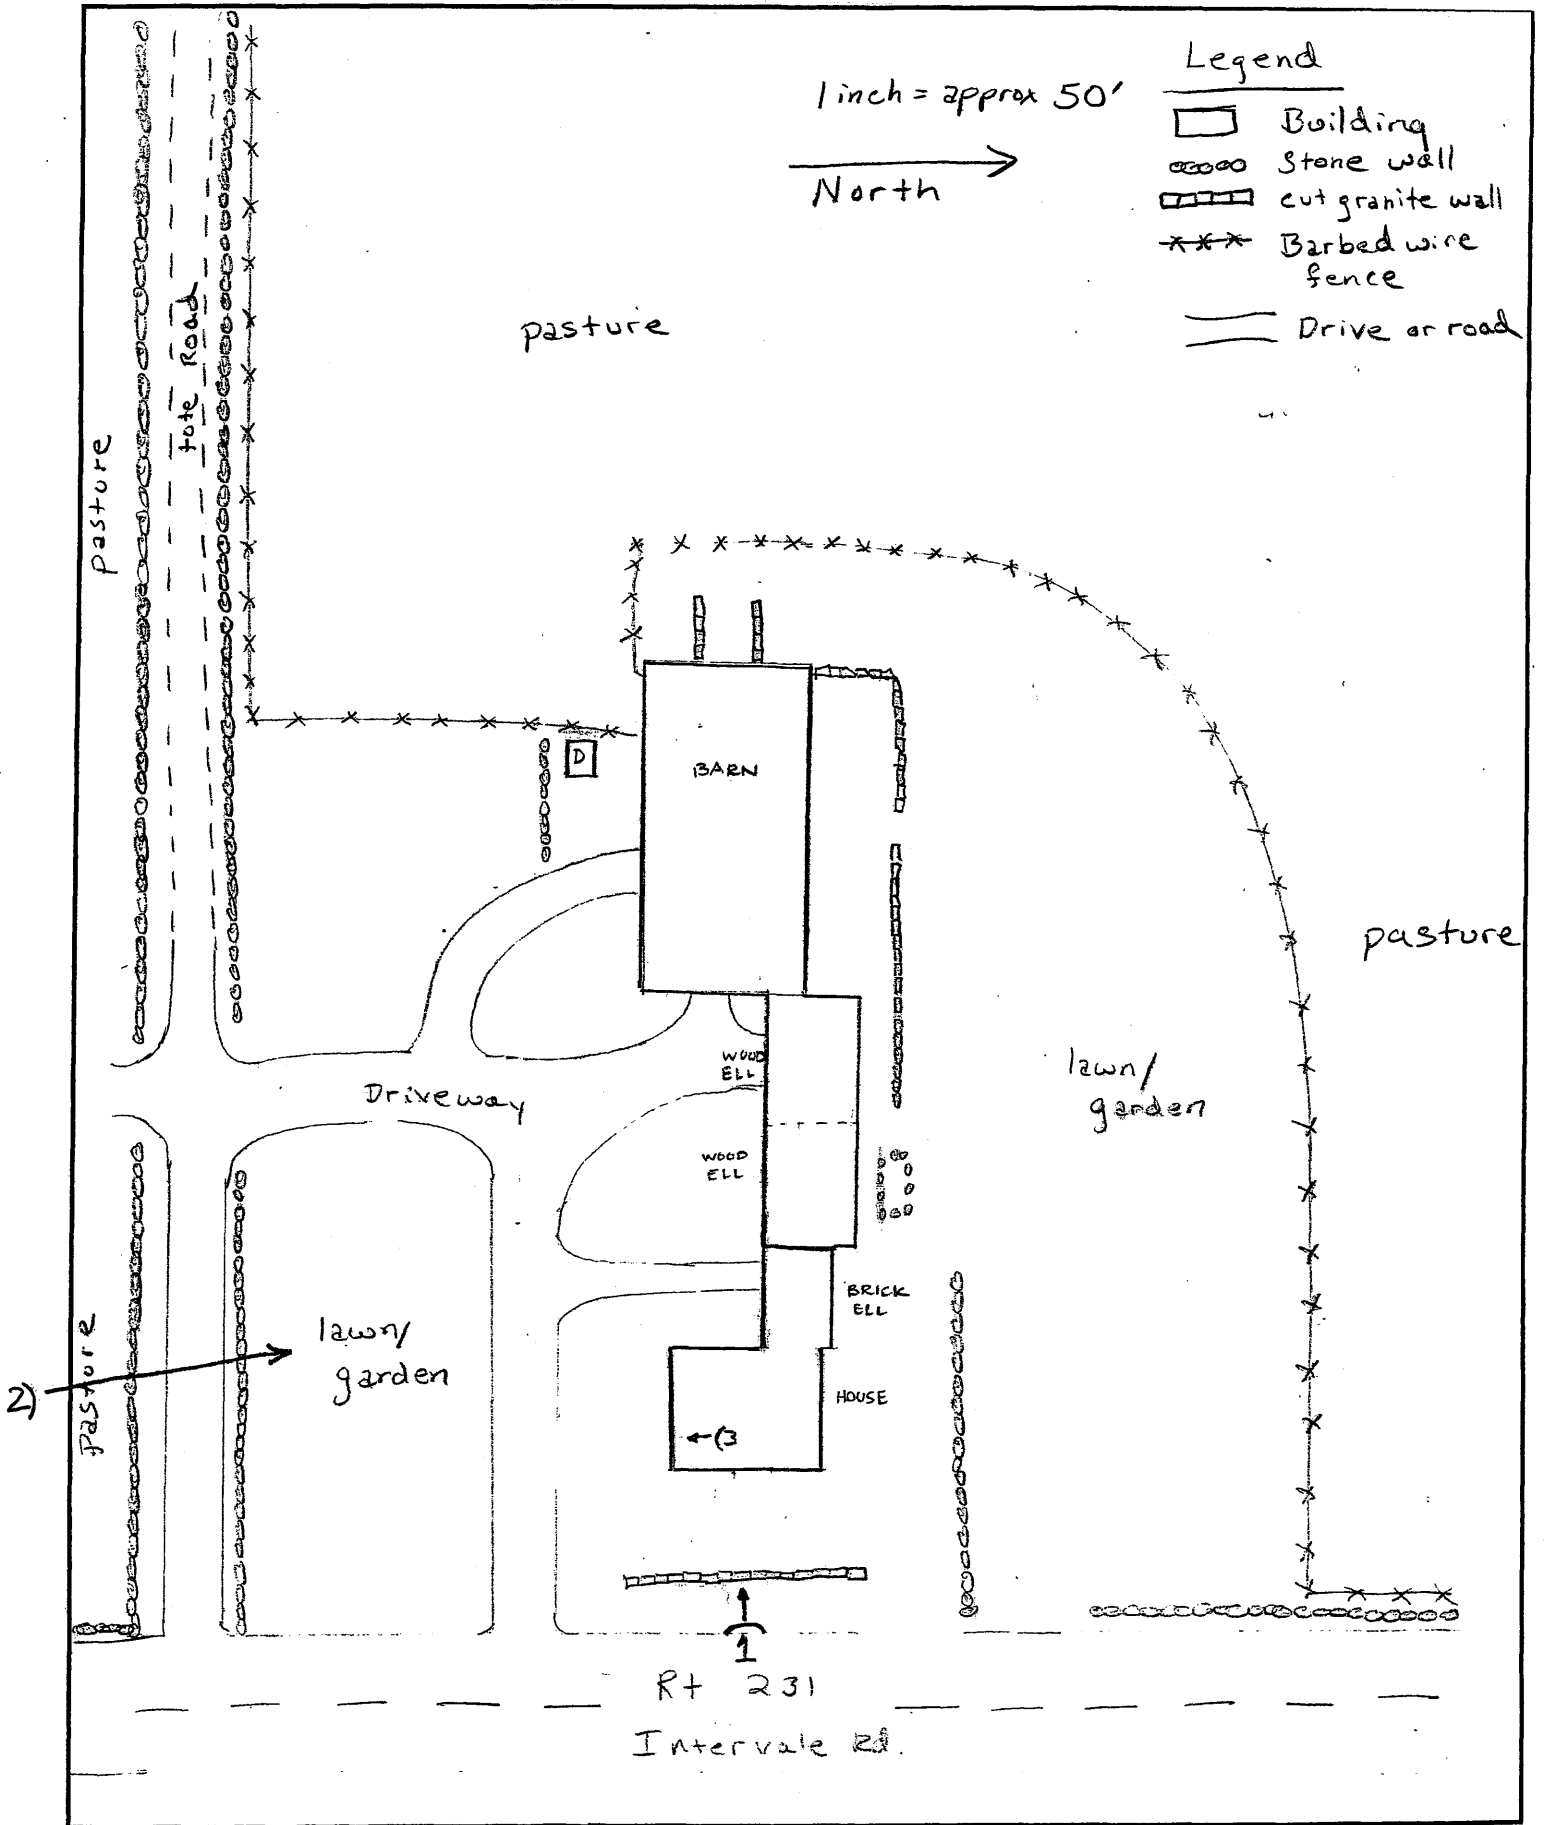 Legend
1 inch = approx 50'
Building
Stone wall
North
cut granite wall
Barbed wire
fence
Drive or road
pasture
tote Road
pasture
D
BARN
pasture
WOOD
ELL
lawn/
garden
Driveway
WOOD
ELL
BRICK
ELL
lawn/
garden
pasture
HOUSE
2)
(3
1
Rt 231
Intervale Rd.